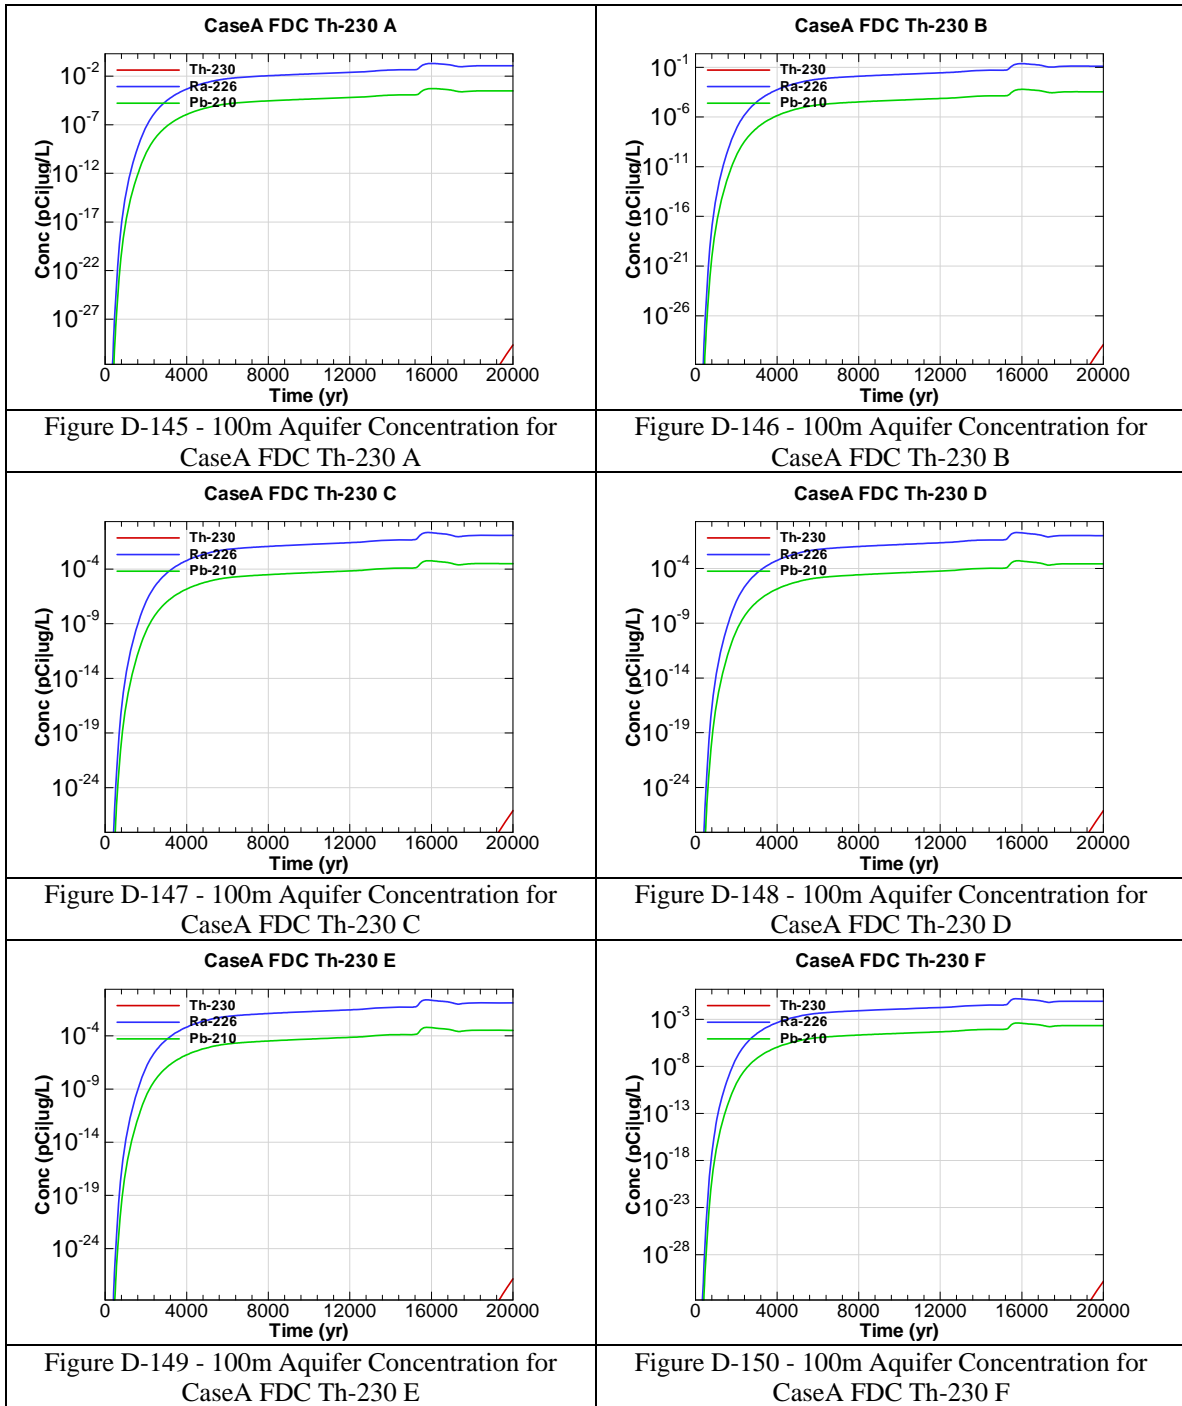 CaseA FDC Th-230 A
Conc (pCi|ug/L)
10-2
10-7
10-12
10-17
10-22
10-27
Th-230
Ra-226
Pb-210
0 4000 8000 12000 16000 20000
Time (yr)
Figure D-145 - 100m Aquifer Concentration for
CaseA FDC Th-230 A
CaseA FDC Th-230 B
Conc (pCi|ug/L)
10-1
10-6
10-11
10-16
10-21
10-26
Th-230
Ra-226
Pb-210
0 4000 8000 12000 16000 20000
Time (yr)
Figure D-146 - 100m Aquifer Concentration for
CaseA FDC Th-230 B
CaseA FDC Th-230 C
Conc (pCi|ug/L)
10-4
10-9
10-14
10-19
10-24
Th-230
Ra-226
Pb-210
0 4000 8000 12000 16000 20000
Time (yr)
Figure D-147 - 100m Aquifer Concentration for
CaseA FDC Th-230 C
CaseA FDC Th-230 D
Conc (pCi|ug/L)
10-4
10-9
10-14
10-19
10-24
Th-230
Ra-226
Pb-210
0 4000 8000 12000 16000 20000
Time (yr)
Figure D-148 - 100m Aquifer Concentration for
CaseA FDC Th-230 D
CaseA FDC Th-230 E
Conc (pCi|ug/L)
10-4
10-9
10-14
10-19
10-24
Th-230
Ra-226
Pb-210
0 4000 8000 12000 16000 20000
Time (yr)
Figure D-149 - 100m Aquifer Concentration for
CaseA FDC Th-230 E
CaseA FDC Th-230 F
Conc (pCi|ug/L)
10-3
10-8
10-13
10-18
10-23
10-28
Th-230
Ra-226
Pb-210
0 4000 8000 12000 16000 20000
Time (yr)
Figure D-150 - 100m Aquifer Concentration for
CaseA FDC Th-230 F